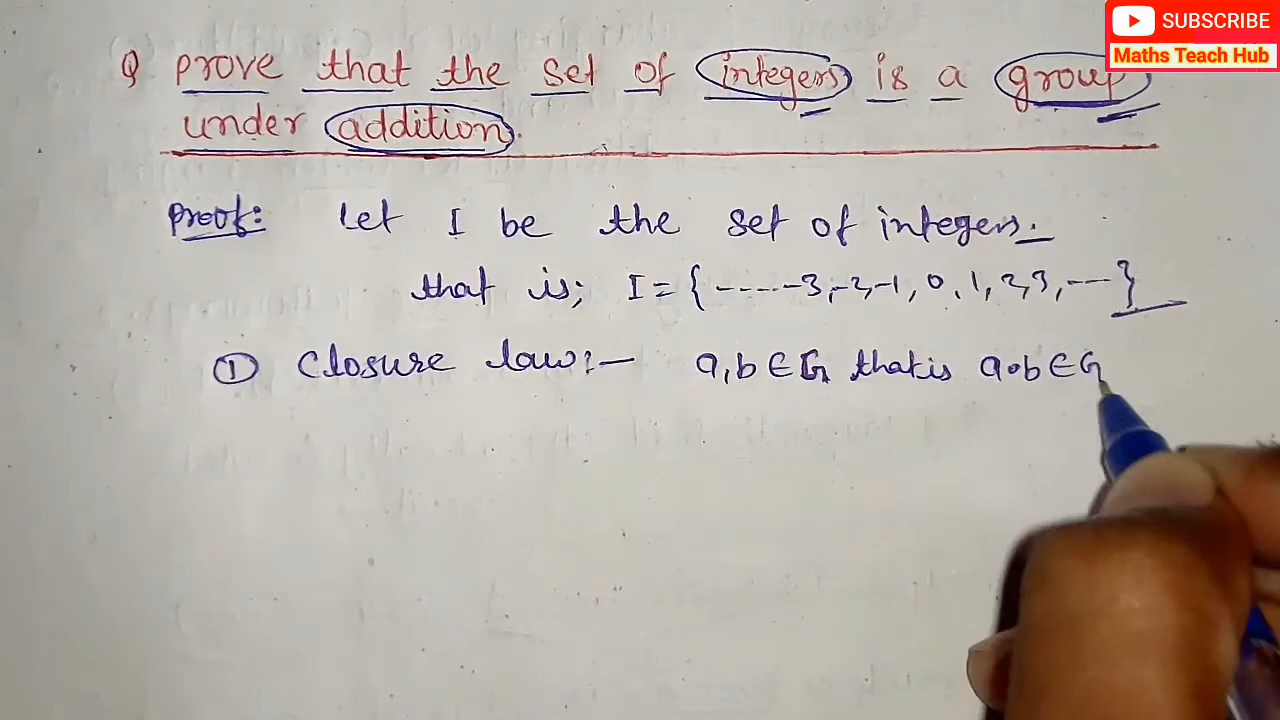 SUBSCRIBE
Maths Teach Hub
Q prove that the set of integers is a group
under addition.
Proof: Let I be the set of integers.
that is; I = { ----- -3, -2, -1, 0, 1, 2, 3, --- }
① Closure law:- a, b ∈ G that is a∘b ∈ G